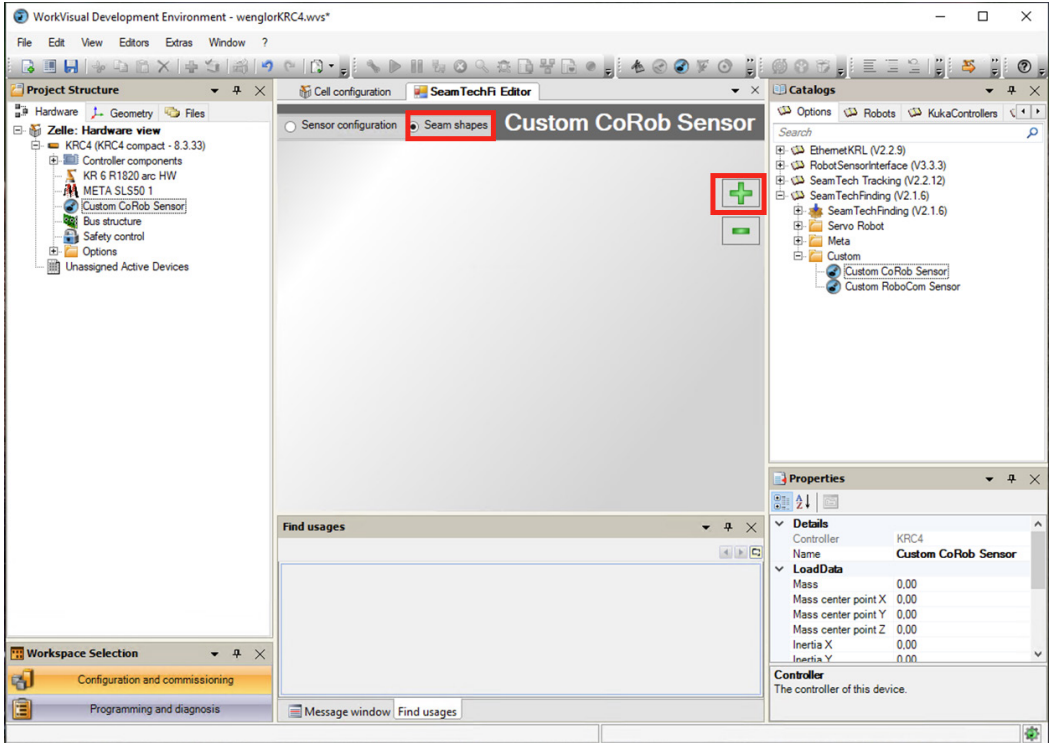 WorkVisual Development Environment - wenglorKRC4.wvs*
File Edit View Editors Extras Window ?
Project Structure
Hardware Geometry Files
Zelle: Hardware view
KRC4 (KRC4 compact - 8.3.33)
Controller components
KR 6 R1820 arc HW
META SLS50 1
Custom CoRob Sensor
Bus structure
Safety control
Options
Unassigned Active Devices
Workspace Selection
Configuration and commissioning
Programming and diagnosis
Cell configuration SeamTechFi Editor
Sensor configuration Seam shapes Custom CoRob Sensor
Find usages
Message window Find usages
Catalogs
Options Robots KukaControllers
Search
EthernetKRL (V2.2.9)
RobotSensorInterface (V3.3.3)
SeamTech Tracking (V2.2.12)
SeamTechFinding (V2.1.6)
SeamTechFinding (V2.1.6)
Servo Robot
Meta
Custom
Custom CoRob Sensor
Custom RoboCom Sensor
Properties
Details
Controller KRC4
Name Custom CoRob Sensor
LoadData
Mass 0,00
Mass center point X 0,00
Mass center point Y 0,00
Mass center point Z 0,00
Inertia X 0,00
Inertia Y 0,00
Controller
The controller of this device.